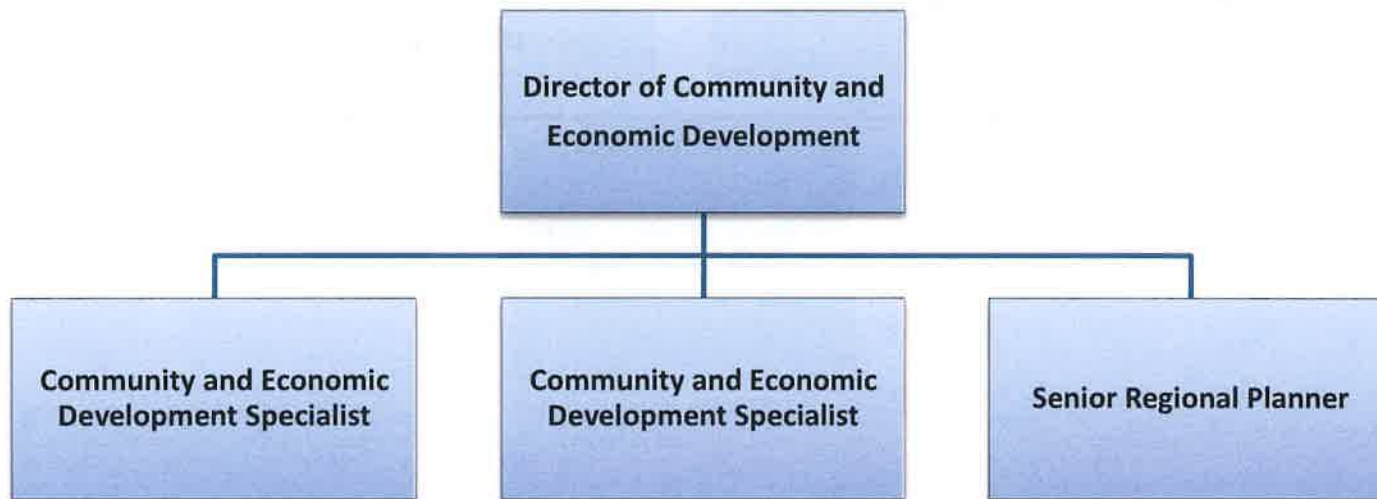 Director of Community and
Economic Development
Community and Economic
Development Specialist
Community and Economic
Development Specialist
Senior Regional Planner